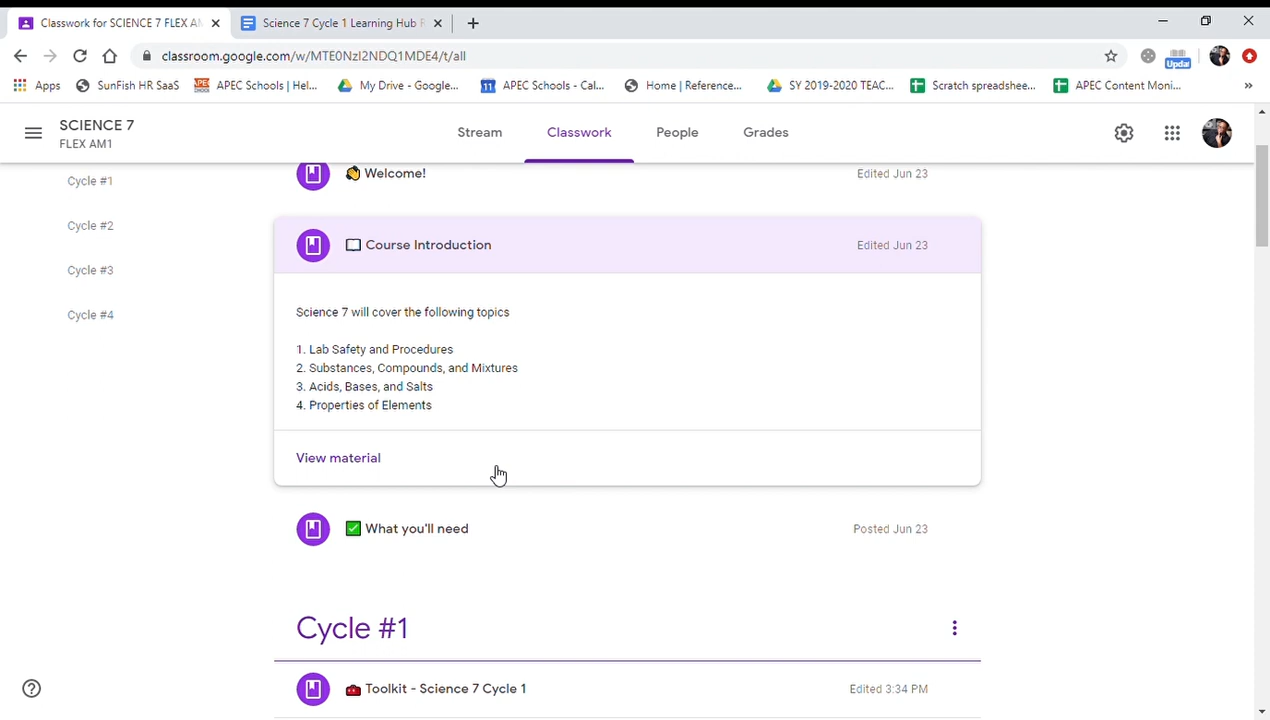 Classwork for SCIENCE 7 FLEX AM
Science 7 Cycle 1 Learning Hub
classroom.google.com/w/MTE0NzI2NDQ1MDE4/t/all
Upda
Apps
SunFish HR SaaS
APEC Schools | Hel...
My Drive - Google...
APEC Schools - Cal...
Home | Reference...
SY 2019-2020 TEAC...
Scratch spreadshee...
APEC Content Moni...
»
SCIENCE 7
FLEX AM1
Stream
Classwork
People
Grades
Cycle #1
Cycle #2
Cycle #3
Cycle #4
Welcome!
Edited Jun 23
Course Introduction
Edited Jun 23
Science 7 will cover the following topics
1. Lab Safety and Procedures
2. Substances, Compounds, and Mixtures
3. Acids, Bases, and Salts
4. Properties of Elements
View material
What you'll need
Posted Jun 23
Cycle #1
Toolkit - Science 7 Cycle 1
Edited 3:34 PM